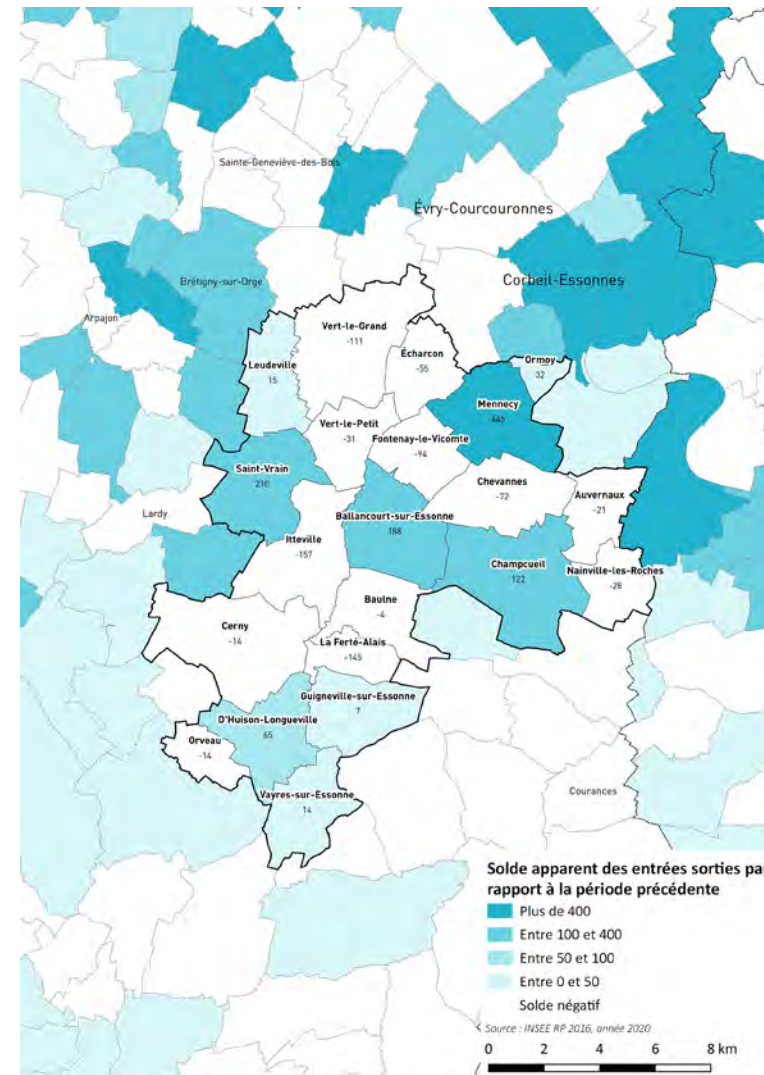 Sainte-Geneviève-des-Bois
Évry-Courcouronnes
Brétigny-sur-Orge
Corbeil-Essonnes
Arpajon
Vert-le-Grand
-111
Écharcon
-55
Leudeville
15
Ormoy
32
Mennecy
445
Vert-le-Petit
-31
Fontenay-le-Vicomte
-94
Saint-Vrain
210
Chevannes
-72
Auvernaux
-21
Lardy
Ballancourt-sur-Essonne
188
Itteville
-157
Champcueil
122
Nainville-les-Roches
-28
Baulne
-4
Cerny
-14
La Ferté-Alais
-145
Guigneville-sur-Essonne
7
D'Huison-Longueville
65
Orveau
-14
Vayres-sur-Essonne
14
Courances
Solde apparent des entrées sorties pa
rapport à la période précédente
Plus de 400
Entre 100 et 400
Entre 50 et 100
Entre 0 et 50
Solde négatif
Source : INSEE RP 2016, année 2020
0 2 4 6 8 km